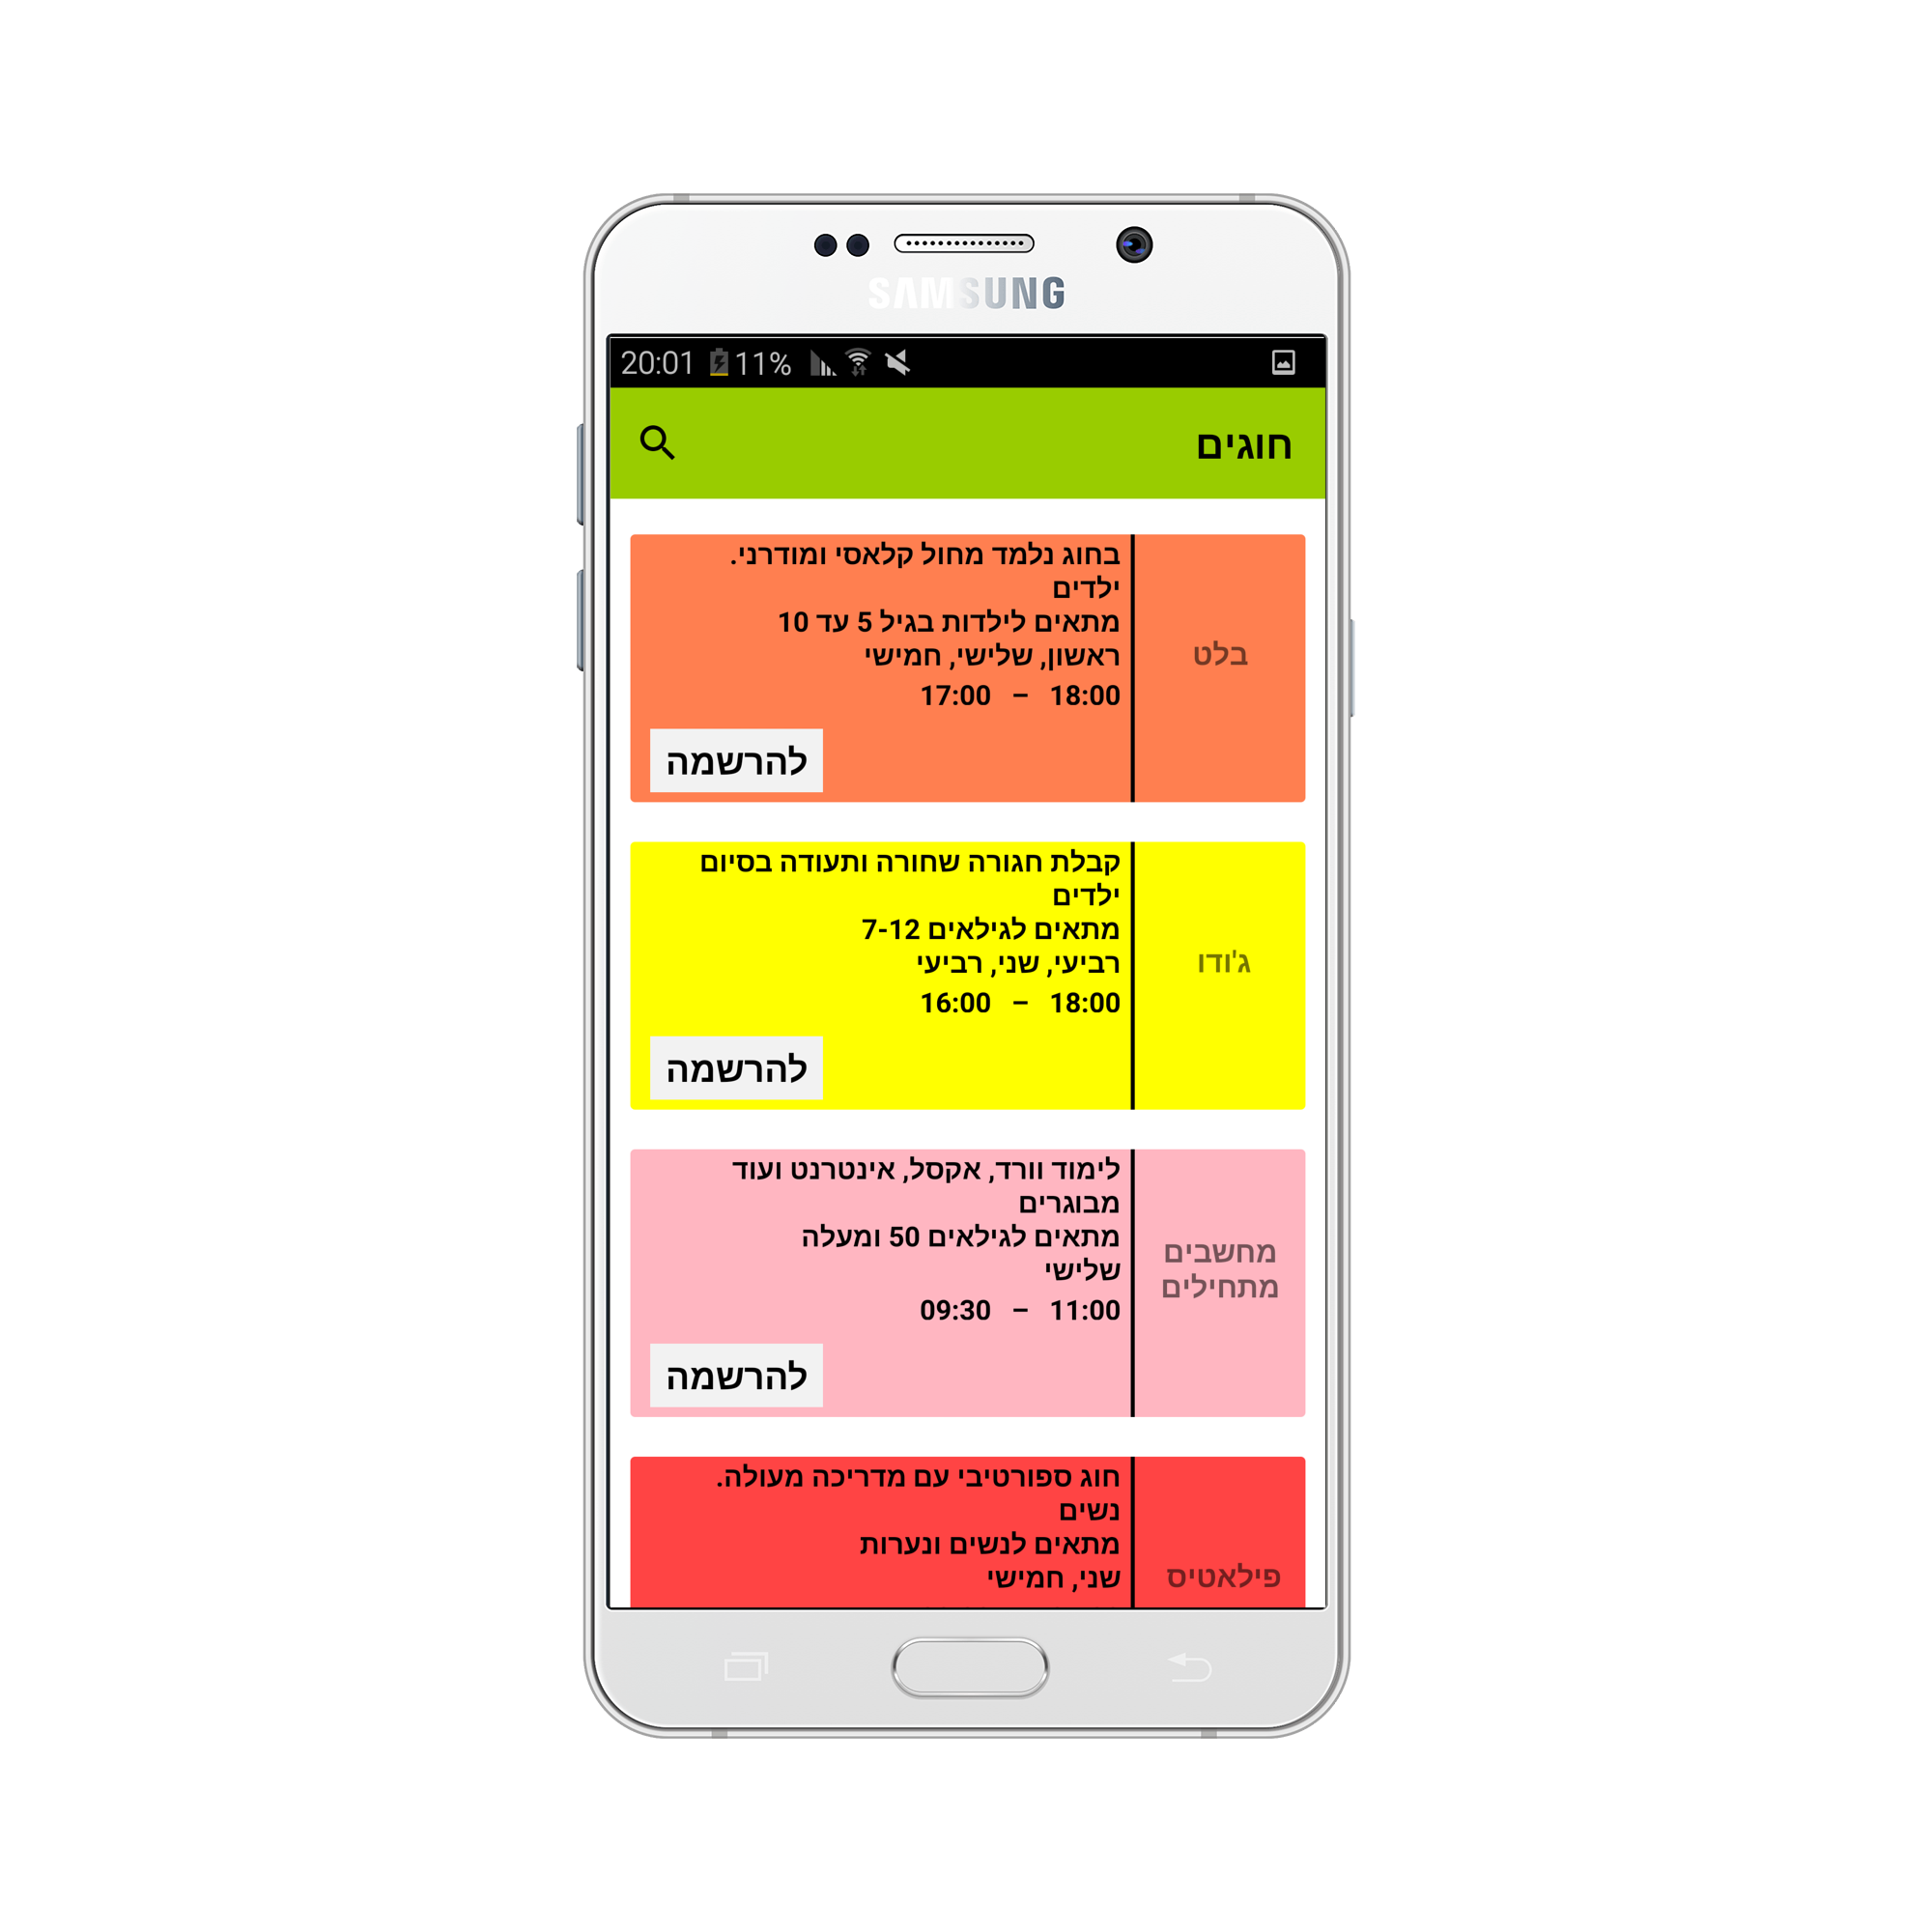 SAMSUNG
20:01 11%
חוגים
בלט
בחוג נלמד מחול קלאסי ומודרני.
ילדים
מתאים לילדות בגיל 5 עד 10
ראשון, שלישי, חמישי
17:00 – 18:00
להרשמה
ג'ודו
קבלת חגורה שחורה ותעודה בסיום
ילדים
מתאים לגילאים 7-12
רביעי, שני, רביעי
16:00 – 18:00
להרשמה
מחשבים
מתחילים
לימוד וורד, אקסל, אינטרנט ועוד
מבוגרים
מתאים לגילאים 50 ומעלה
שלישי
09:30 – 11:00
להרשמה
פילאטיס
חוג ספורטיבי עם מדריכה מעולה.
נשים
מתאים לנשים ונערות
שני, חמישי